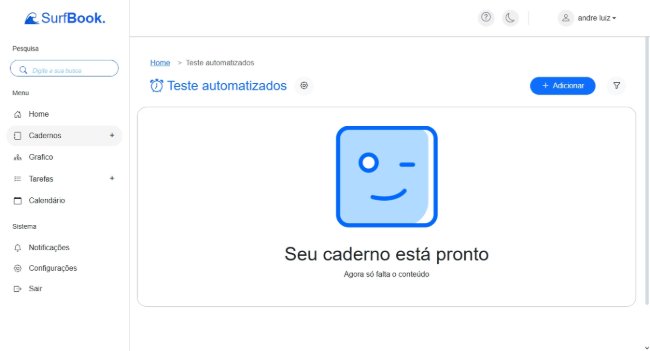 SurfBook.
andre luiz
Pesquisa
Digite a sua busca
Menu
Home
Cadernos +
Grafico
Tarefas +
Calendário
Sistema
Notificações
Configurações
Sair
Home > Teste automatizados
Teste automatizados
+ Adicionar
Seu caderno está pronto
Agora só falta o conteúdo